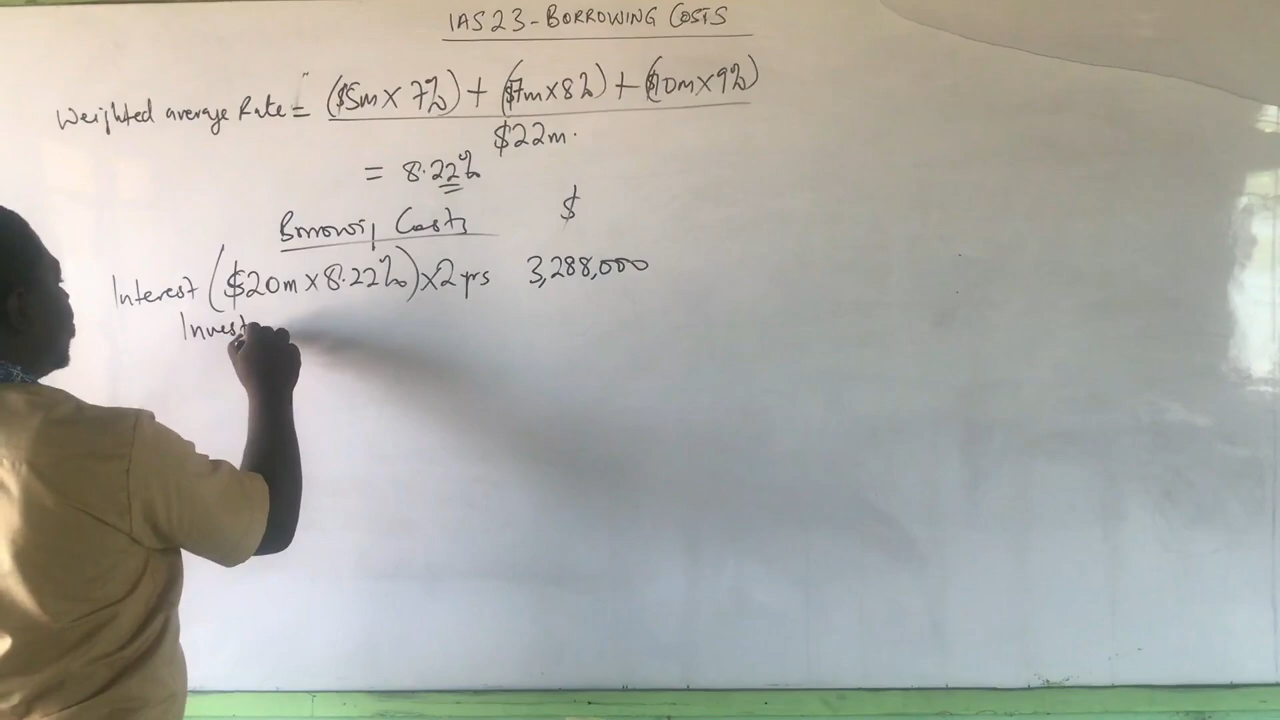 IAS 23 - BORROWING COSTS
Weighted average Rate = ($5m × 7%) + ($7m × 8%) + ($10m × 9%)
$22m.
= 8.22%
Borrowing Costs $
Interest ($20m × 8.22%) × 2 yrs 3,288,000
Invest